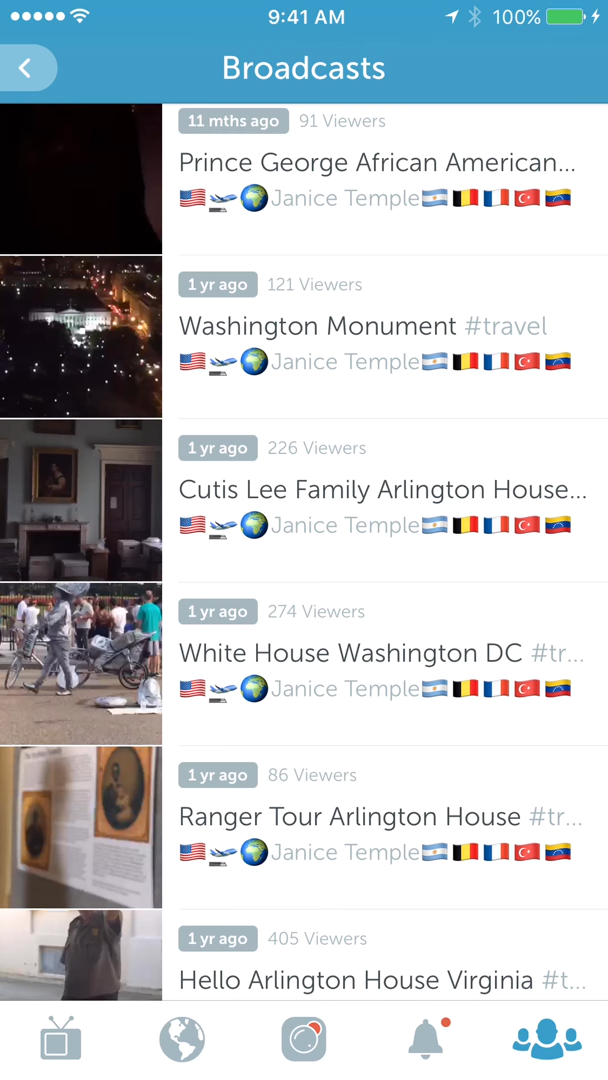 9:41 AM
100%
Broadcasts
11 mths ago 91 Viewers
Prince George African American...
🇺🇸🛫🌍Janice Temple🇦🇷🇧🇪🇫🇷🇹🇷🇻🇪
1 yr ago 121 Viewers
Washington Monument #travel
🇺🇸🛫🌍Janice Temple🇦🇷🇧🇪🇫🇷🇹🇷🇻🇪
1 yr ago 226 Viewers
Cutis Lee Family Arlington House...
🇺🇸🛫🌍Janice Temple🇦🇷🇧🇪🇫🇷🇹🇷🇻🇪
1 yr ago 274 Viewers
White House Washington DC #tr...
🇺🇸🛫🌍Janice Temple🇦🇷🇧🇪🇫🇷🇹🇷🇻🇪
1 yr ago 86 Viewers
Ranger Tour Arlington House #tr...
🇺🇸🛫🌍Janice Temple🇦🇷🇧🇪🇫🇷🇹🇷🇻🇪
1 yr ago 405 Viewers
Hello Arlington House Virginia #t...